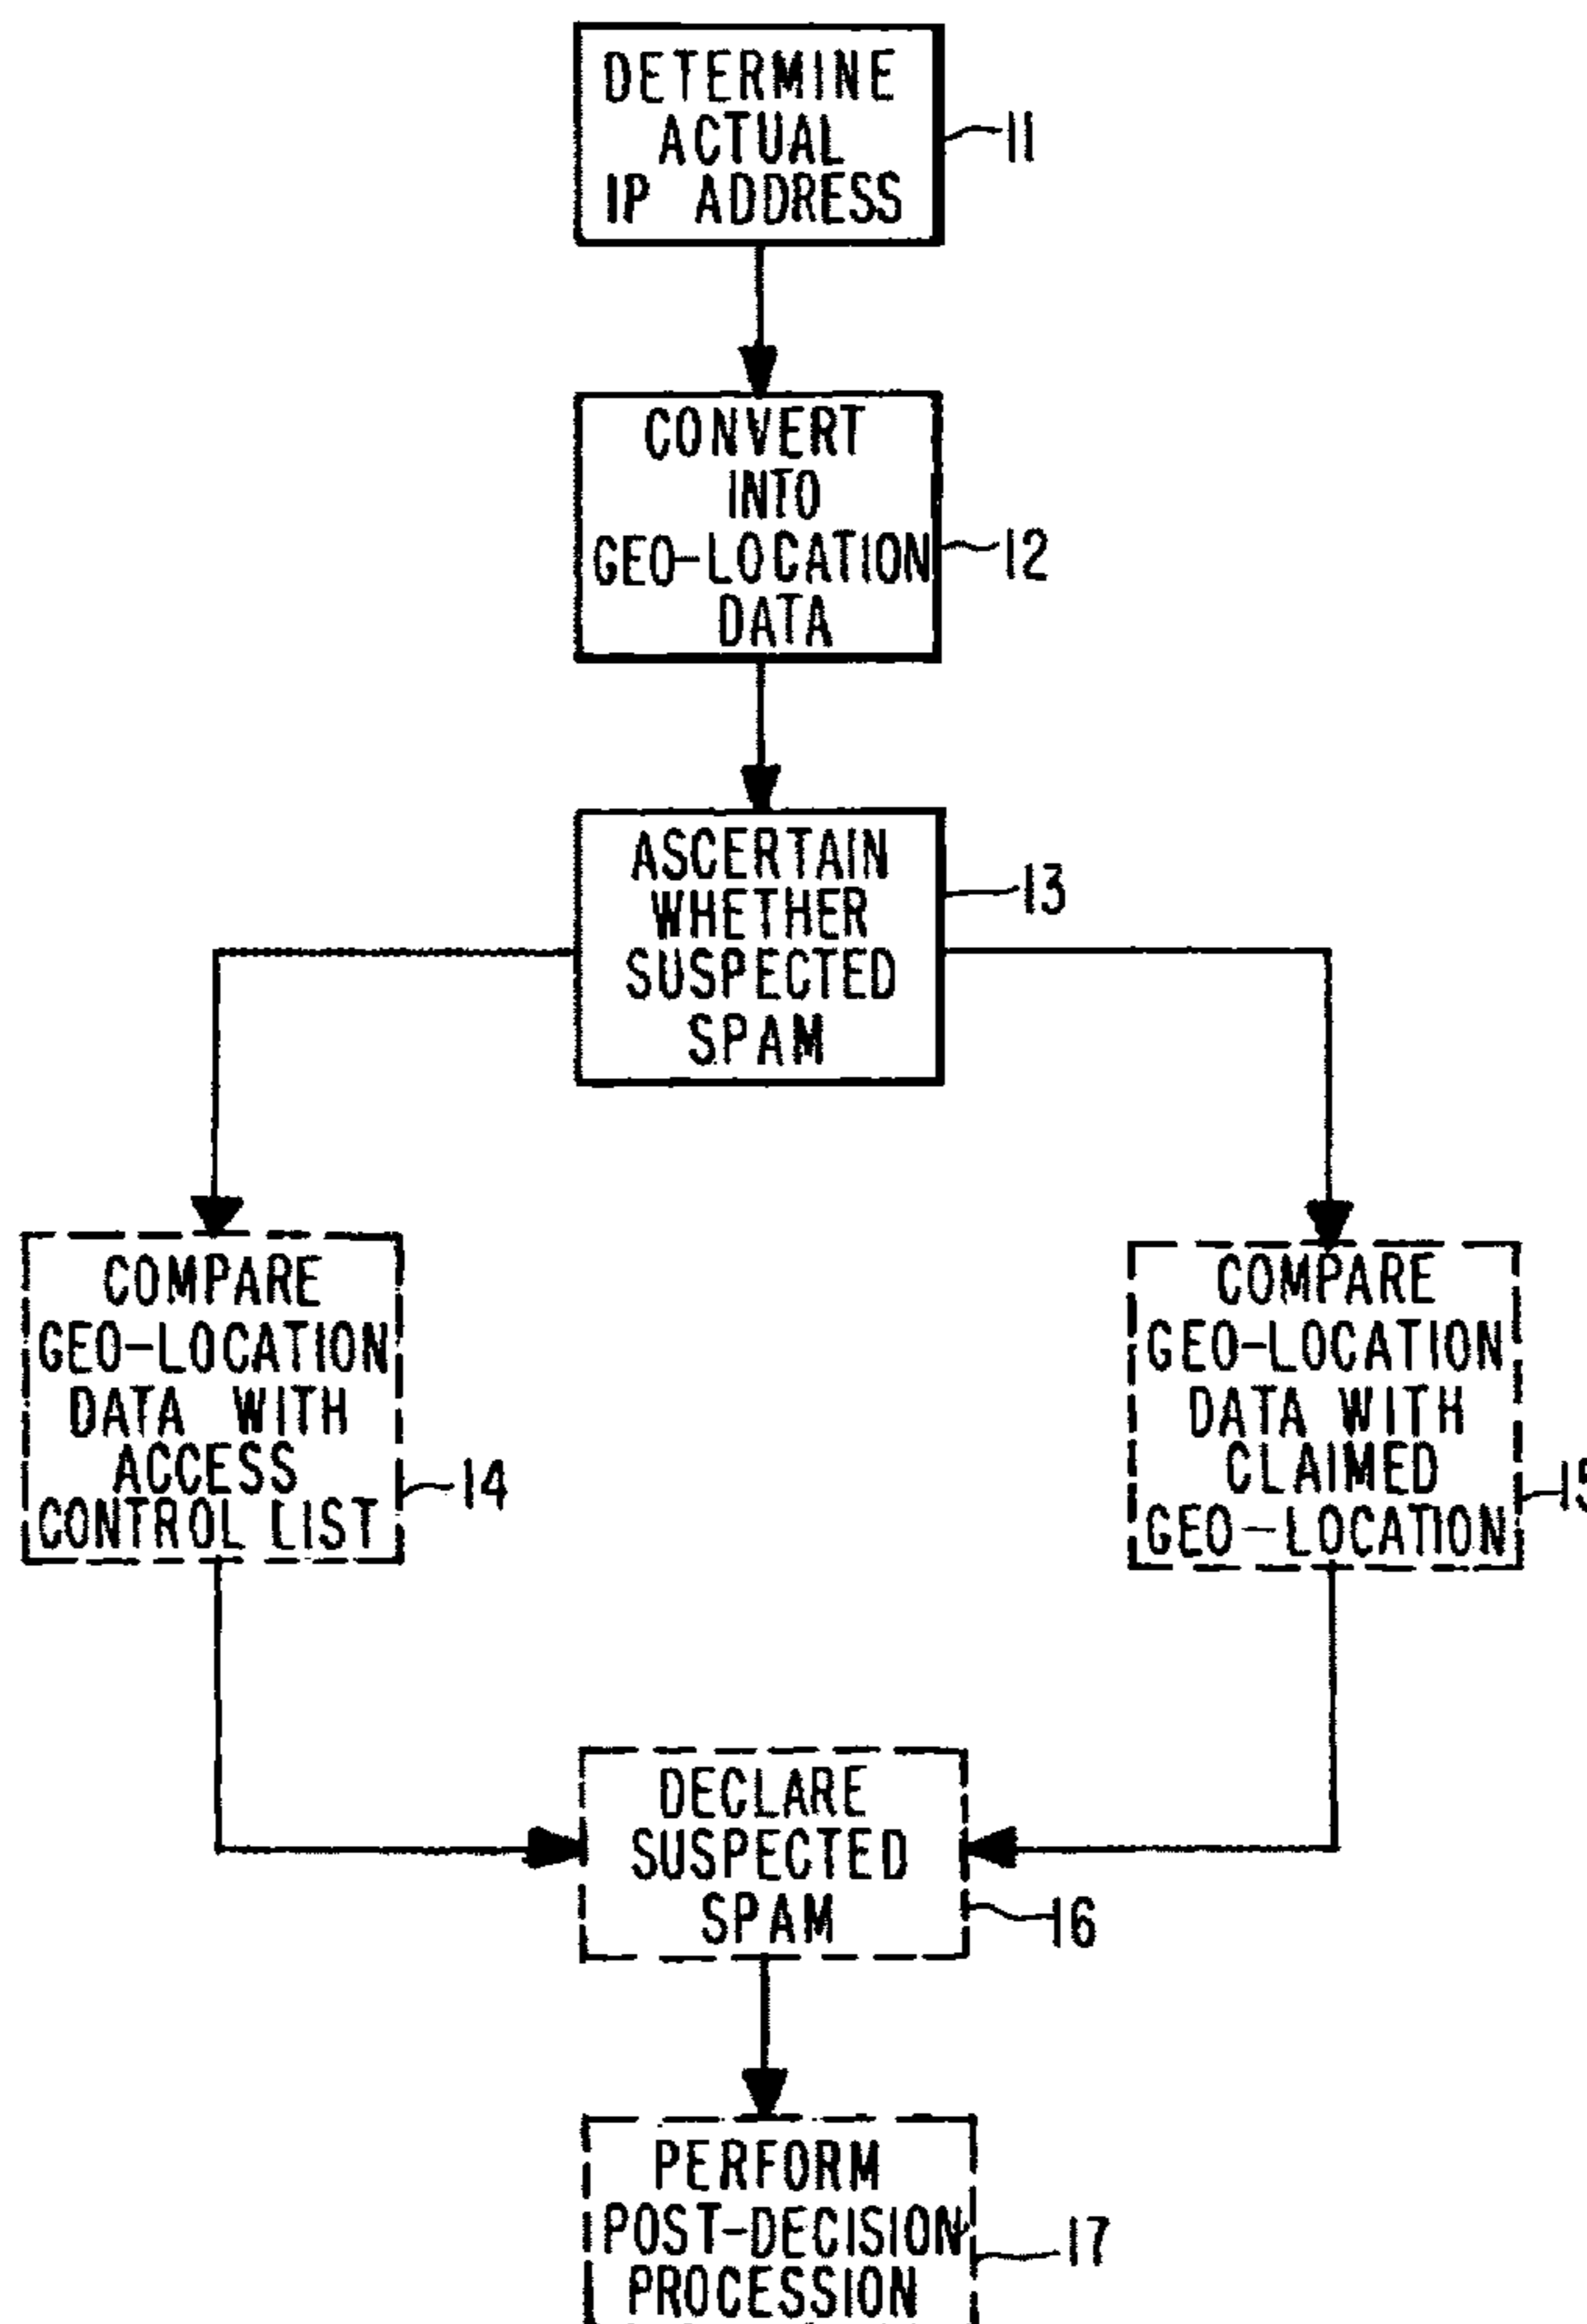 DETERMINE
ACTUAL
IP ADDRESS
11
CONVERT
INTO
GEO-LOCATION
DATA
12
ASCERTAIN
WHETHER
SUSPECTED
SPAM
13
COMPARE
GEO-LOCATION
DATA WITH
ACCESS
CONTROL LIST
14
COMPARE
GEO-LOCATION
DATA WITH
CLAIMED
GEO-LOCATION
15
DECLARE
SUSPECTED
SPAM
16
PERFORM
POST-DECISION
PROCESSION
17